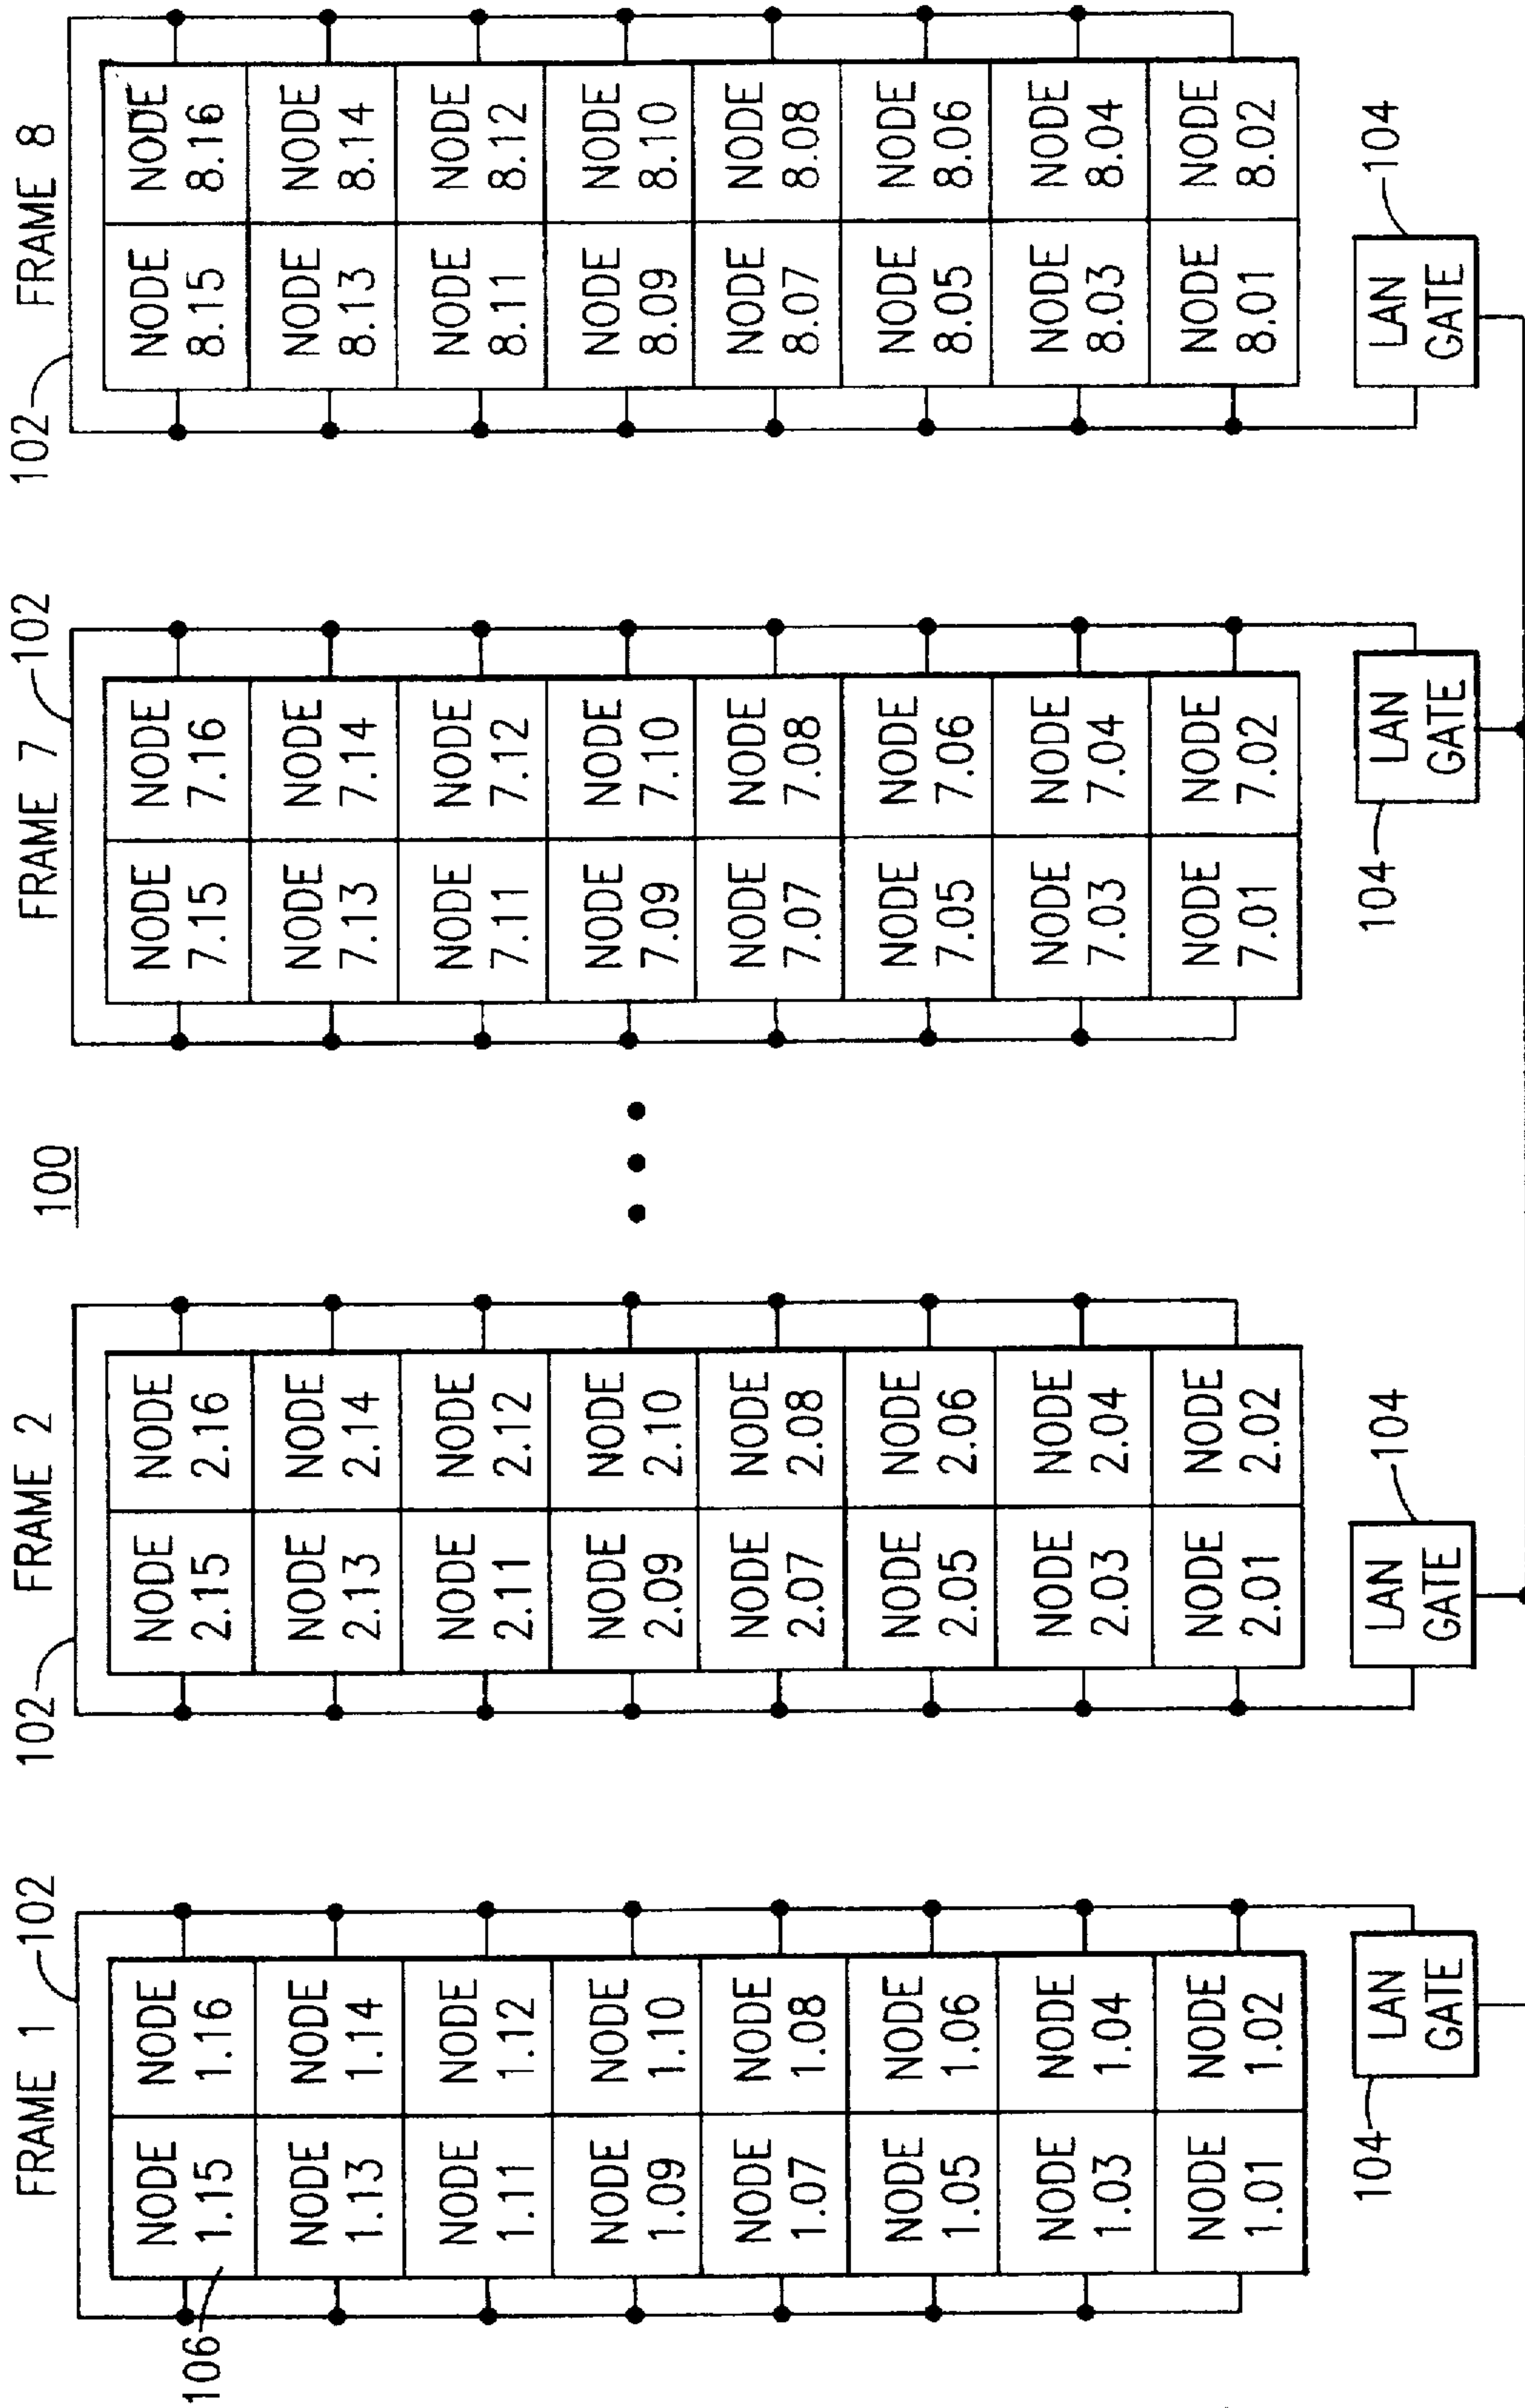 100
FRAME 1
102
NODE 1.15
NODE 1.16
NODE 1.13
NODE 1.14
NODE 1.11
NODE 1.12
NODE 1.09
NODE 1.10
NODE 1.07
NODE 1.08
NODE 1.05
NODE 1.06
NODE 1.03
NODE 1.04
NODE 1.01
NODE 1.02
106
104
LAN
GATE
102
FRAME 2
NODE 2.15
NODE 2.16
NODE 2.13
NODE 2.14
NODE 2.11
NODE 2.12
NODE 2.09
NODE 2.10
NODE 2.07
NODE 2.08
NODE 2.05
NODE 2.06
NODE 2.03
NODE 2.04
NODE 2.01
NODE 2.02
LAN
GATE
104
FRAME 7
102
NODE 7.15
NODE 7.16
NODE 7.13
NODE 7.14
NODE 7.11
NODE 7.12
NODE 7.09
NODE 7.10
NODE 7.07
NODE 7.08
NODE 7.05
NODE 7.06
NODE 7.03
NODE 7.04
NODE 7.01
NODE 7.02
104
LAN
GATE
102
FRAME 8
NODE 8.15
NODE 8.16
NODE 8.13
NODE 8.14
NODE 8.11
NODE 8.12
NODE 8.09
NODE 8.10
NODE 8.07
NODE 8.08
NODE 8.05
NODE 8.06
NODE 8.03
NODE 8.04
NODE 8.01
NODE 8.02
LAN
GATE
104